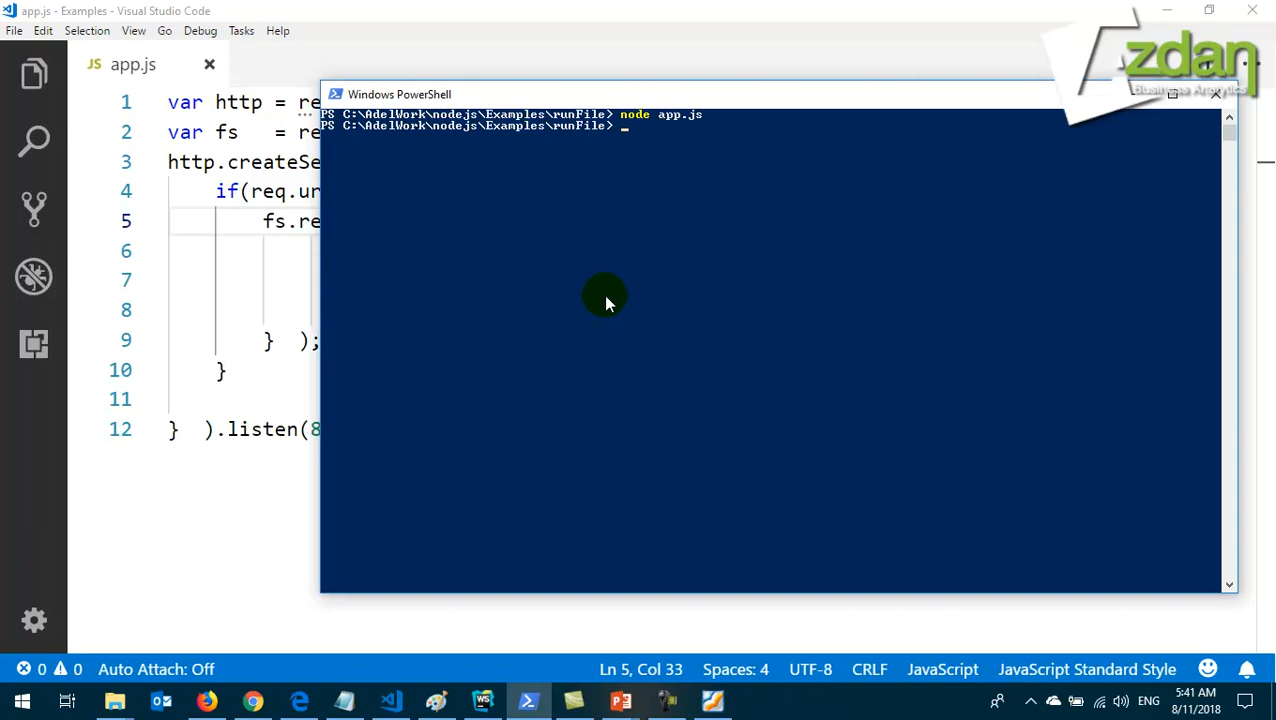 app.js - Examples - Visual Studio Code
File Edit Selection View Go Debug Tasks Help
JS app.js
zdan
Business Analytics
Windows PowerShell
PS C:\AdelWork\nodejs\Examples\runFile> node app.js
PS C:\AdelWork\nodejs\Examples\runFile>
1 var http = re
2 var fs = re
3 http.createSe
4 if(req.ur
5 fs.re
6
7
8
9 } );
10 }
11
12 } ).listen(8
0 0 Auto Attach: Off Ln 5, Col 33 Spaces: 4 UTF-8 CRLF JavaScript JavaScript Standard Style
ENG 5:41 AM
8/11/2018